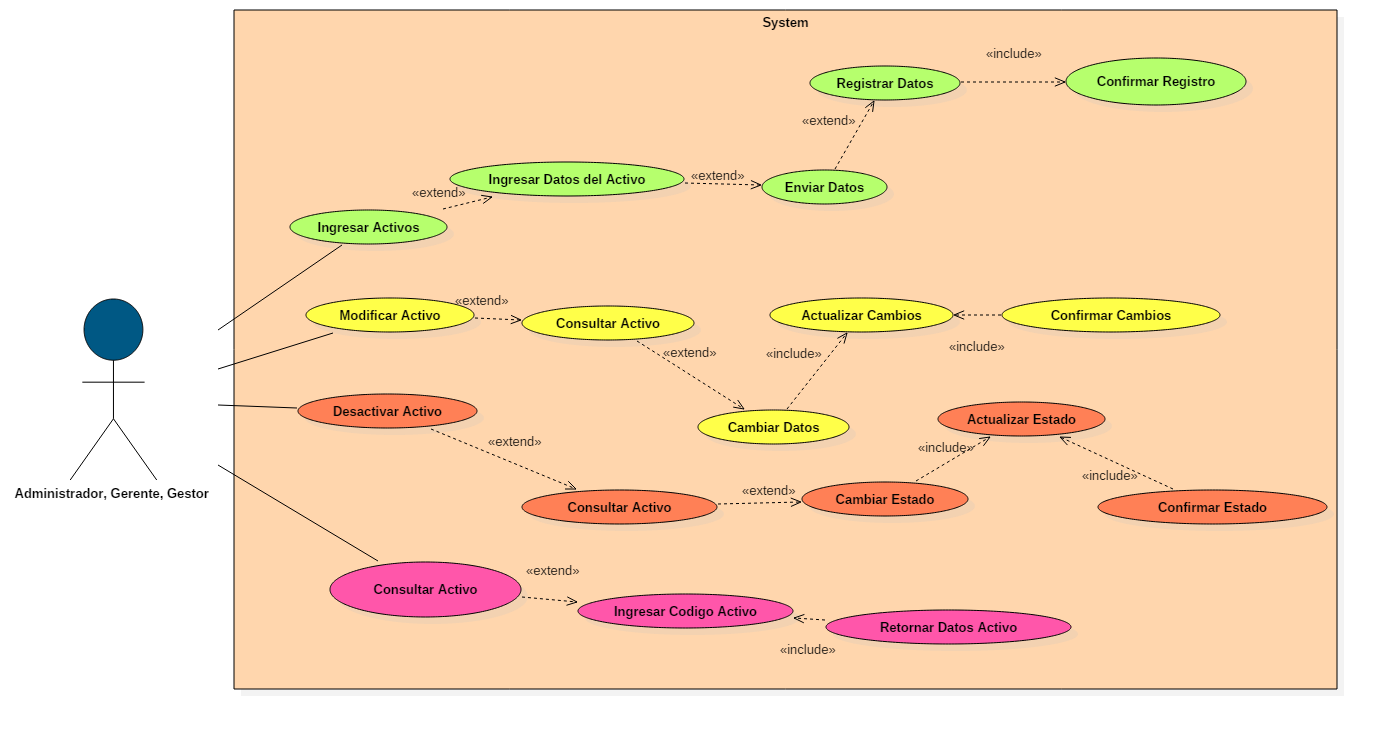 System
«include»
Registrar Datos
Confirmar Registro
«extend»
Ingresar Datos del Activo
«extend»
Enviar Datos
«extend»
Ingresar Activos
Modificar Activo
«extend»
Consultar Activo
Actualizar Cambios
Confirmar Cambios
«extend»
«include»
«include»
Cambiar Datos
Desactivar Activo
«extend»
Actualizar Estado
«include»
«include»
Consultar Activo
«extend»
Cambiar Estado
Confirmar Estado
Administrador, Gerente, Gestor
Consultar Activo
«extend»
Ingresar Codigo Activo
Retornar Datos Activo
«include»